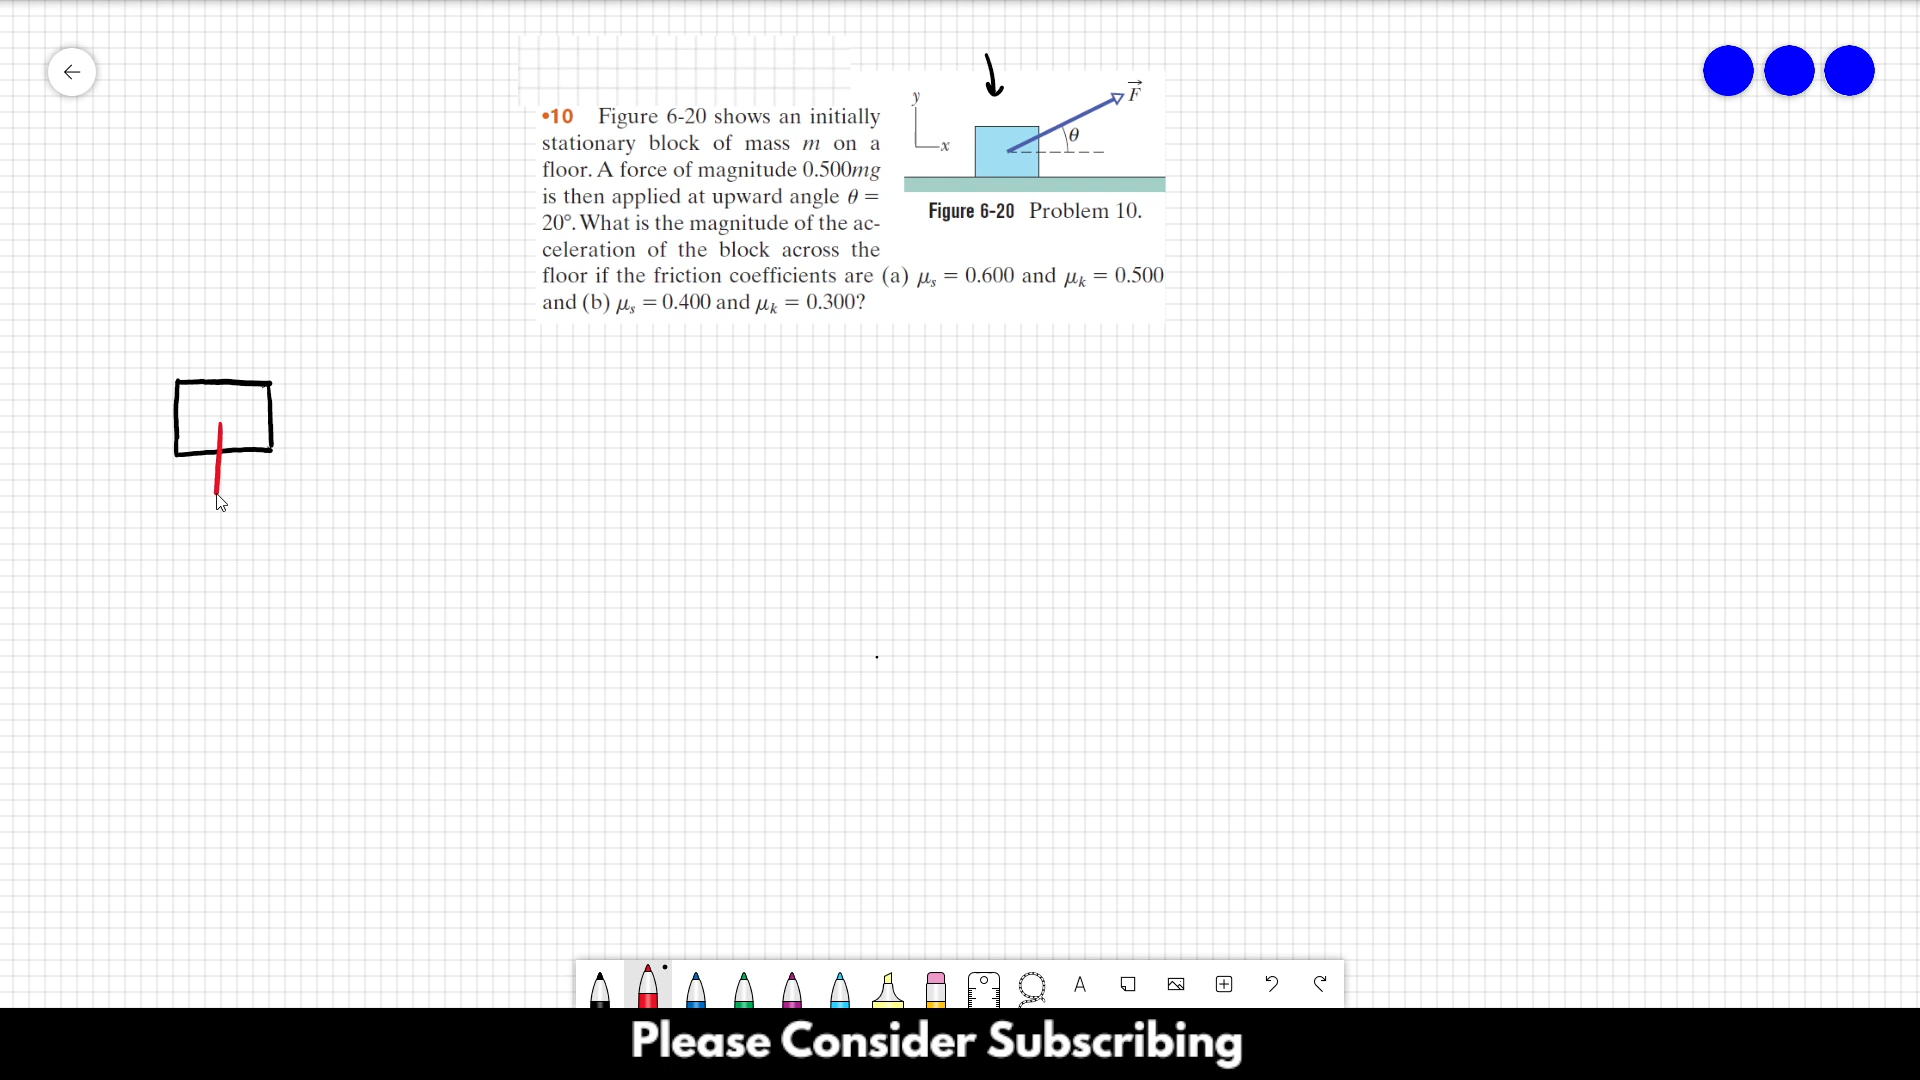 •10 Figure 6-20 shows an initially
stationary block of mass m on a
floor. A force of magnitude 0.500mg
is then applied at upward angle θ =
20°. What is the magnitude of the ac-
celeration of the block across the
floor if the friction coefficients are (a) μs = 0.600 and μk = 0.500
and (b) μs = 0.400 and μk = 0.300?
y
x
F
θ
Figure 6-20 Problem 10.
A
Please Consider Subscribing